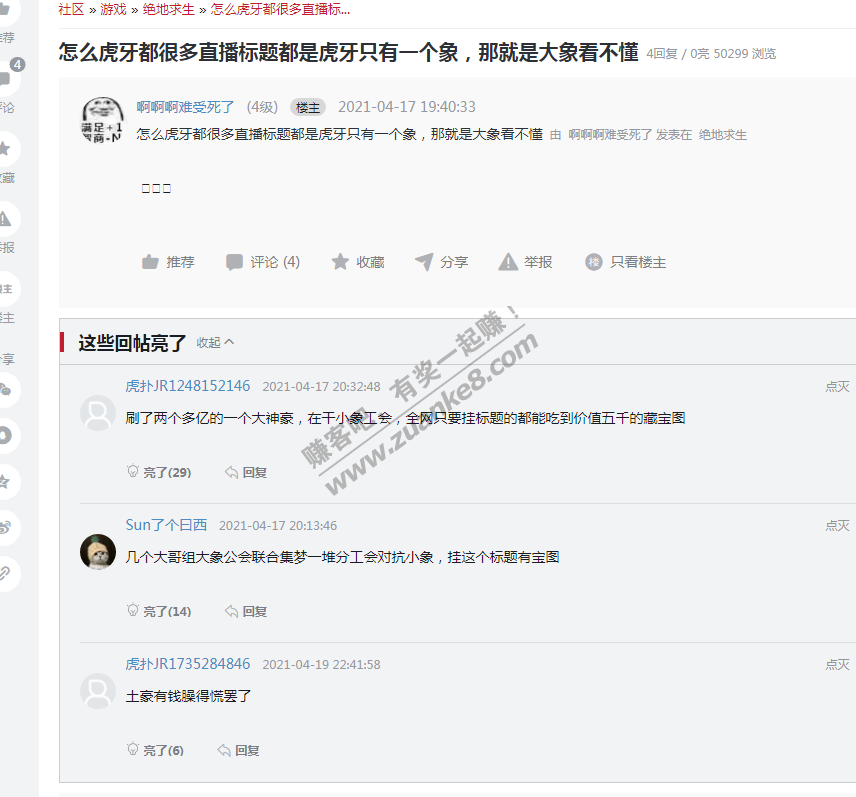 社区 » 游戏 » 绝地求生 » 怎么虎牙都很多直播标...
怎么虎牙都很多直播标题都是虎牙只有一个象，那就是大象看不懂 4回复 / 0亮 50299 浏览
啊啊啊难受死了 (4级) 楼主 2021-04-17 19:40:33
满足+1
智商-N
怎么虎牙都很多直播标题都是虎牙只有一个象，那就是大象看不懂 由 啊啊啊难受死了 发表在 绝地求生
推荐 评论 (4) 收藏 分享 举报 楼 只看楼主
这些回帖亮了 收起
虎扑JR1248152146 2021-04-17 20:32:48 点灭
刷了两个多亿的一个大神豪，在干小象工会，全网只要挂标题的都能吃到价值五千的藏宝图
亮了(29) 回复
Sun了个日西 2021-04-17 20:13:46 点灭
几个大哥组大象公会联合集梦一堆分工会对抗小象，挂这个标题有宝图
亮了(14) 回复
虎扑JR1735284846 2021-04-19 22:41:58 点灭
土豪有钱臊得慌罢了
亮了(6) 回复
推荐
4
评论
收藏
举报
楼主
楼主
分享
赚客吧，有奖一起赚！
www.zuanke8.com